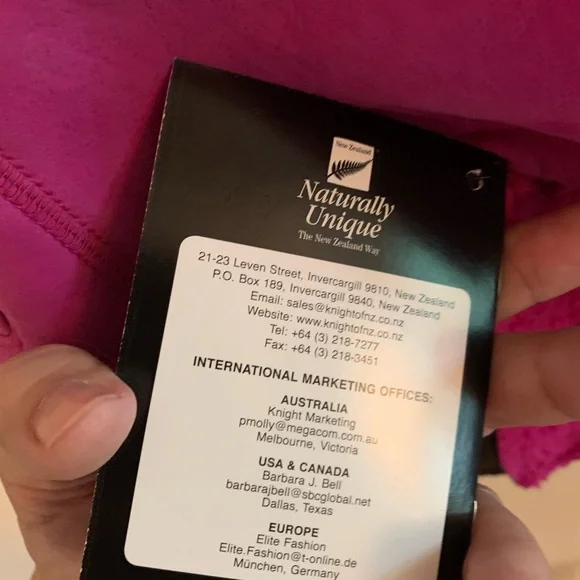 New Zealand
Naturally
Unique
The New Zealand Way
21-23 Leven Street, Invercargill 9810, New Zealand
P.O. Box 189, Invercargill 9840, New Zealand
Email: sales@knightofnz.co.nz
Website: www.knightofnz.co.nz
Tel: +64 (3) 218-7277
Fax: +64 (3) 218-3451
INTERNATIONAL MARKETING OFFICES:
AUSTRALIA
Knight Marketing
pmolly@megacom.com.au
Melbourne, Victoria
USA & CANADA
Barbara J. Bell
barbarajbell@sbcglobal.net
Dallas, Texas
EUROPE
Elite Fashion
Elite.Fashion@t-online.de
München, Germany